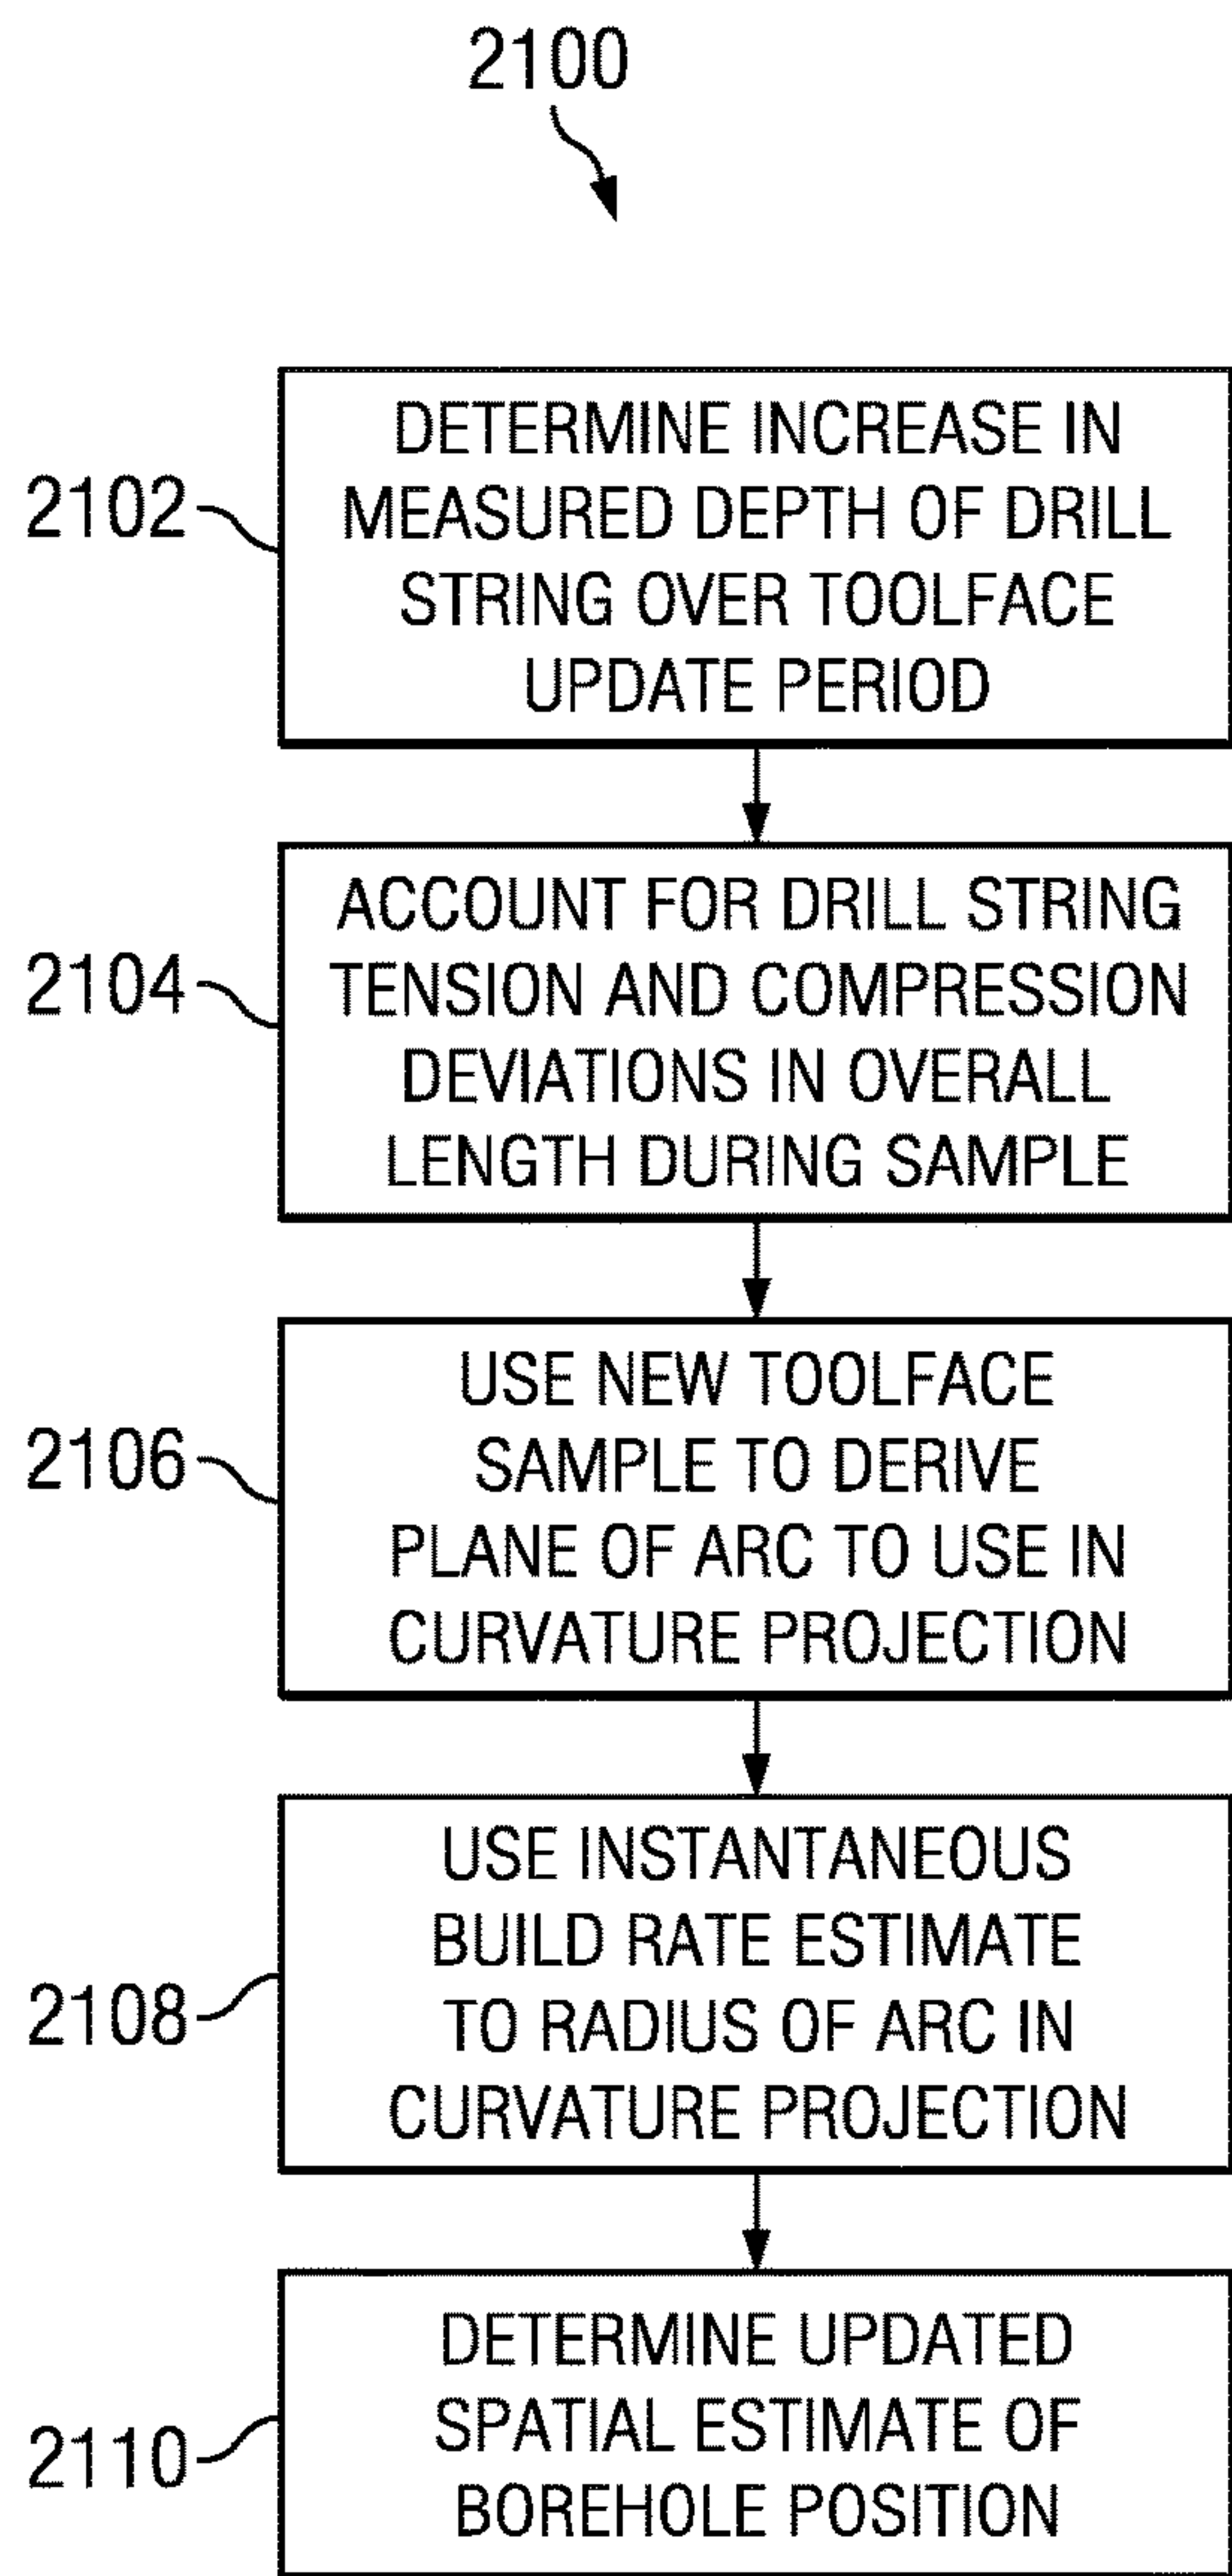 2100
2102
DETERMINE INCREASE IN
MEASURED DEPTH OF DRILL
STRING OVER TOOLFACE
UPDATE PERIOD
2104
ACCOUNT FOR DRILL STRING
TENSION AND COMPRESSION
DEVIATIONS IN OVERALL
LENGTH DURING SAMPLE
2106
USE NEW TOOLFACE
SAMPLE TO DERIVE
PLANE OF ARC TO USE IN
CURVATURE PROJECTION
2108
USE INSTANTANEOUS
BUILD RATE ESTIMATE
TO RADIUS OF ARC IN
CURVATURE PROJECTION
2110
DETERMINE UPDATED
SPATIAL ESTIMATE OF
BOREHOLE POSITION